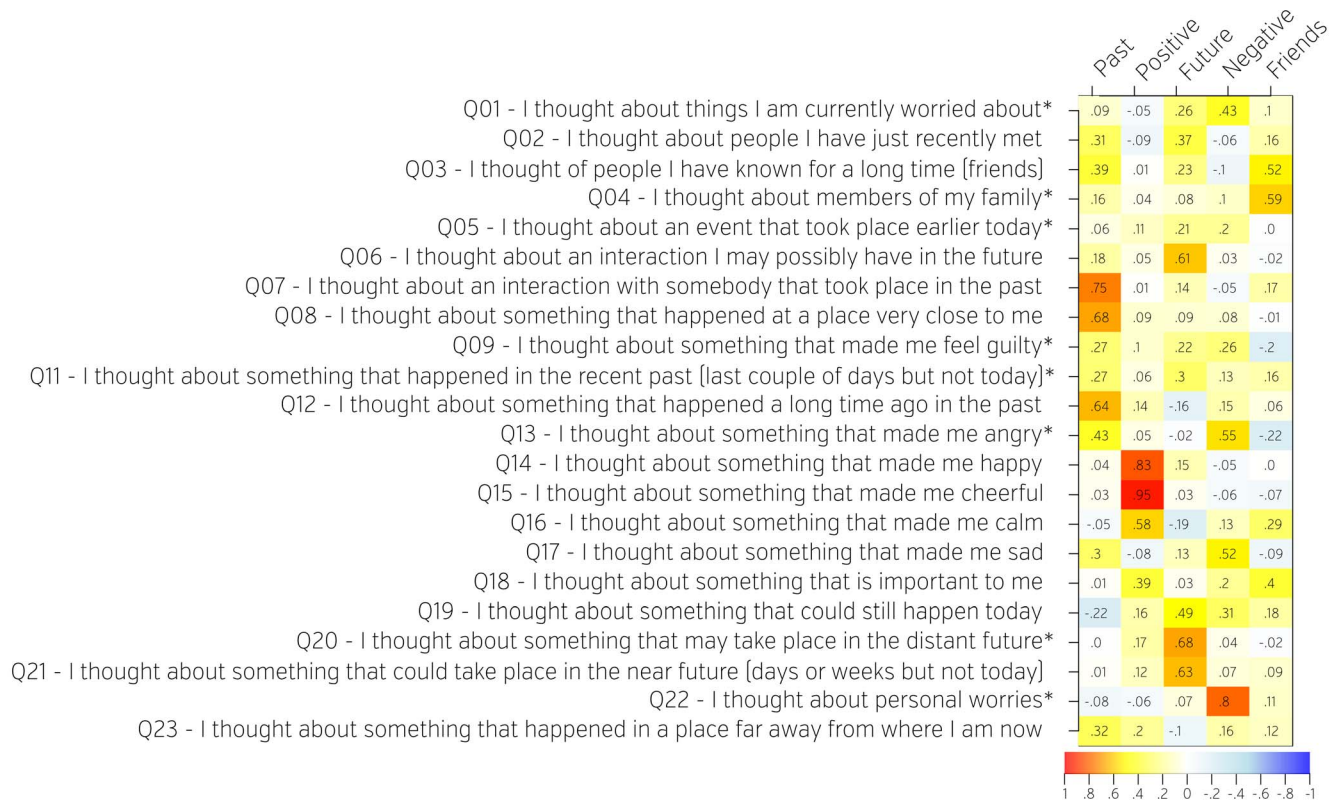 Past Positive Future Negative Friends
Q01 - I thought about things I am currently worried about* .09 -.05 .26 .43 .1
Q02 - I thought about people I have just recently met .31 -.09 .37 -.06 .16
Q03 - I thought of people I have known for a long time (friends) .39 .01 .23 -.1 .52
Q04 - I thought about members of my family* .16 .04 .08 .1 .59
Q05 - I thought about an event that took place earlier today* .06 .11 .21 .2 .0
Q06 - I thought about an interaction I may possibly have in the future .18 .05 .61 .03 -.02
Q07 - I thought about an interaction with somebody that took place in the past .75 .01 .14 -.05 .17
Q08 - I thought about something that happened at a place very close to me .68 .09 .09 .08 -.01
Q09 - I thought about something that made me feel guilty* .27 .1 .22 .26 -.2
Q11 - I thought about something that happened in the recent past (last couple of days but not today)* .27 .06 .3 .13 .16
Q12 - I thought about something that happened a long time ago in the past .64 .14 -.16 .15 .06
Q13 - I thought about something that made me angry* .43 .05 -.02 .55 -.22
Q14 - I thought about something that made me happy .04 .83 .15 -.05 .0
Q15 - I thought about something that made me cheerful .03 .95 .03 -.06 -.07
Q16 - I thought about something that made me calm -.05 .58 -.19 .13 .29
Q17 - I thought about something that made me sad .3 -.08 .13 .52 -.09
Q18 - I thought about something that is important to me .01 .39 .03 .2 .4
Q19 - I thought about something that could still happen today -.22 .16 .49 .31 .18
Q20 - I thought about something that may take place in the distant future* .0 .17 .68 .04 -.02
Q21 - I thought about something that could take place in the near future (days or weeks but not today) .01 .12 .63 .07 .09
Q22 - I thought about personal worries* -.08 -.06 .07 .8 .11
Q23 - I thought about something that happened in a place far away from where I am now .32 .2 -.1 .16 .12
1 .8 .6 .4 .2 0 -.2 -.4 -.6 -.8 -1